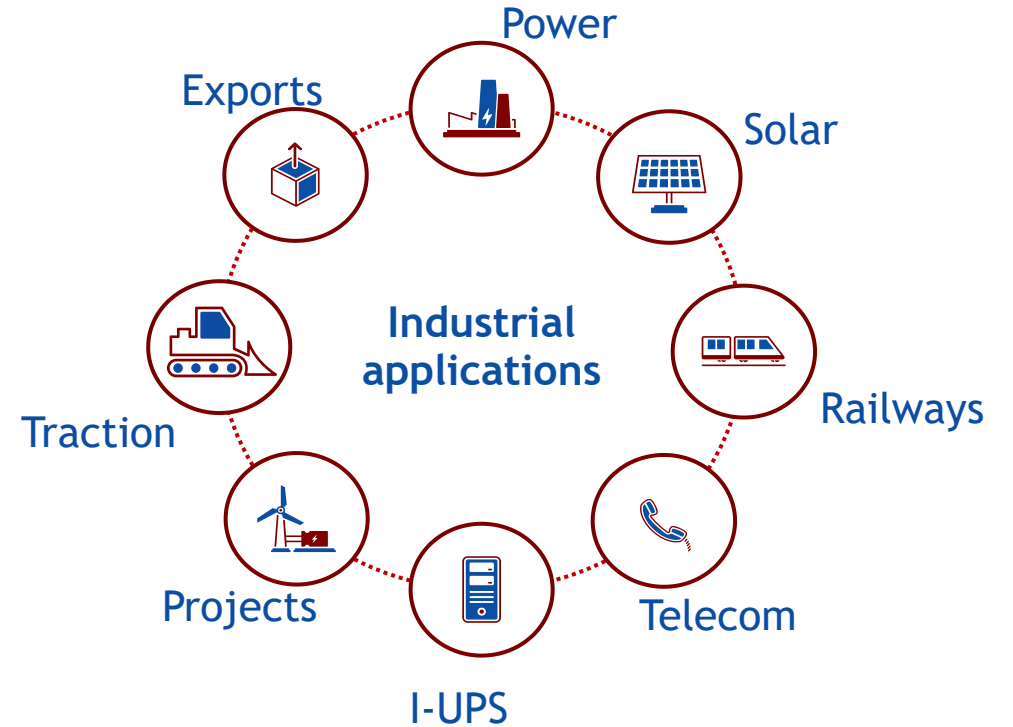 Power
Exports
Solar
Industrial
applications
Railways
Traction
Projects
Telecom
I-UPS